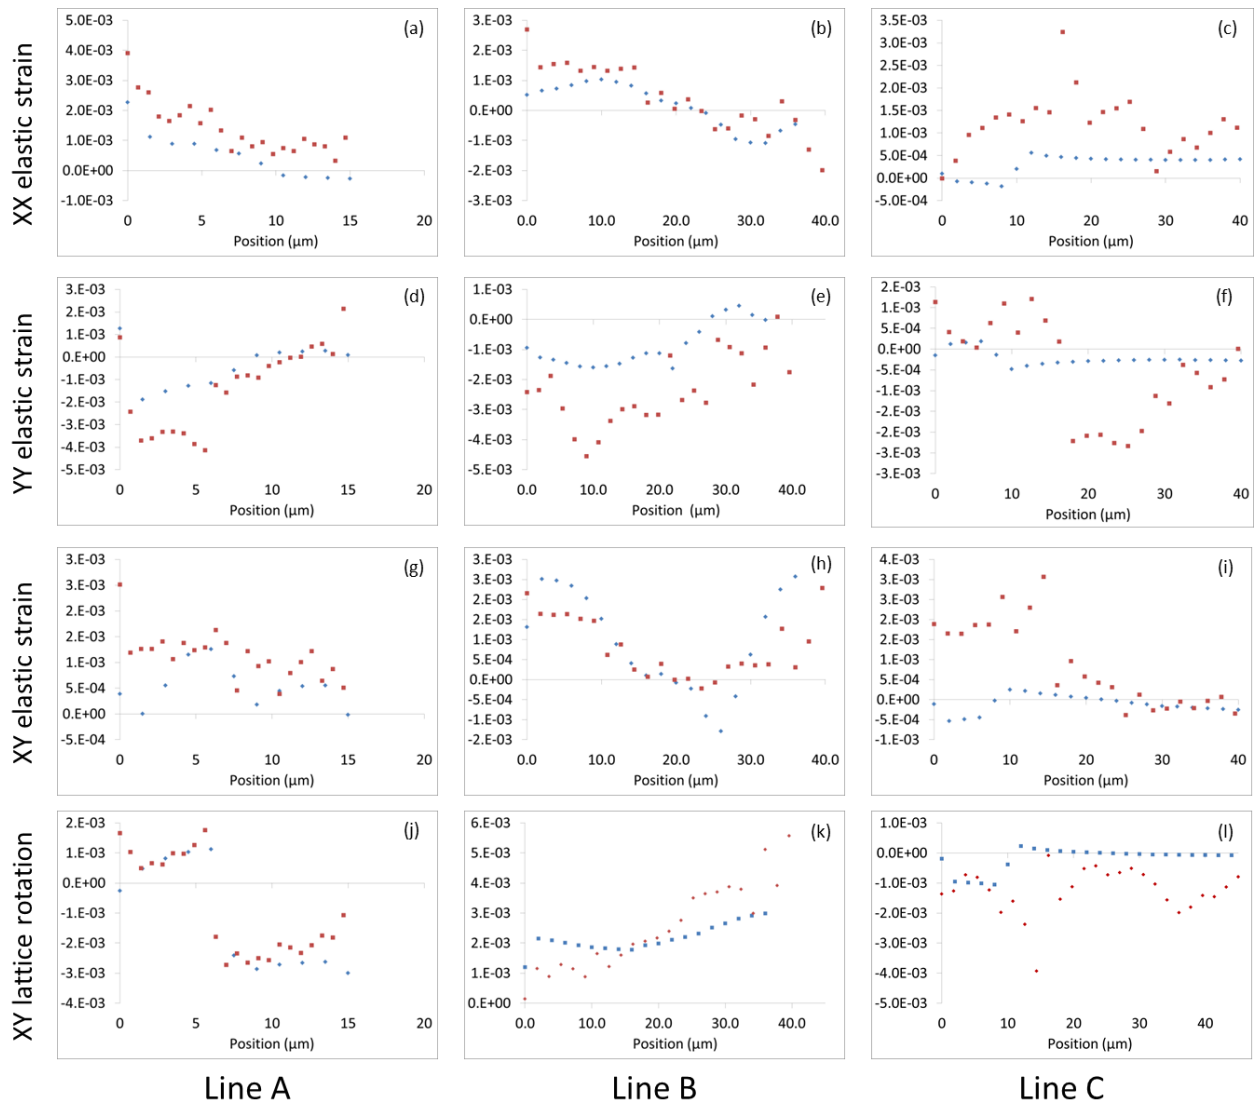 XX elastic strain
5.0E-03
4.0E-03
3.0E-03
2.0E-03
1.0E-03
0.0E+00
-1.0E-03
0
5
10
15
20
Position (µm)
(a)
3.E-03
2.E-03
1.E-03
0.E+00
-1.E-03
-2.E-03
-3.E-03
0.0
10.0
20.0
30.0
40.0
Position (µm)
(b)
3.5E-03
3.0E-03
2.5E-03
2.0E-03
1.5E-03
1.0E-03
5.0E-04
0.0E+00
-5.0E-04
0
10
20
30
40
Position (µm)
(c)
YY elastic strain
3.E-03
2.E-03
1.E-03
0.E+00
-1.E-03
-2.E-03
-3.E-03
-4.E-03
-5.E-03
0
5
10
15
20
Position (µm)
(d)
1.E-03
0.E+00
-1.E-03
-2.E-03
-3.E-03
-4.E-03
-5.E-03
0.0
10.0
20.0
30.0
40.0
Position (µm)
(e)
2.E-03
1.E-03
5.E-04
0.E+00
-5.E-04
-1.E-03
-2.E-03
-2.E-03
-3.E-03
-3.E-03
0
10
20
30
40
Position (µm)
(f)
XY elastic strain
3.E-03
3.E-03
2.E-03
2.E-03
1.E-03
5.E-04
0.E+00
-5.E-04
0
5
10
15
20
Position (µm)
(g)
3.E-03
3.E-03
2.E-03
2.E-03
1.E-03
5.E-04
0.E+00
-5.E-04
-1.E-03
-2.E-03
0.0
10.0
20.0
30.0
40.0
Position (µm)
(h)
4.E-03
3.E-03
3.E-03
2.E-03
2.E-03
1.E-03
5.E-04
0.E+00
-5.E-04
-1.E-03
0
10
20
30
40
Position (µm)
(i)
XY lattice rotation
2.E-03
1.E-03
0.E+00
-1.E-03
-2.E-03
-3.E-03
-4.E-03
0
5
10
15
20
Position (µm)
(j)
6.E-03
5.E-03
4.E-03
3.E-03
2.E-03
1.E-03
0.E+00
0.0
10.0
20.0
30.0
40.0
Position (µm)
(k)
1.0E-03
0.0E+00
-1.0E-03
-2.0E-03
-3.0E-03
-4.0E-03
-5.0E-03
0
10
20
30
40
Position (µm)
(l)
Line A
Line B
Line C